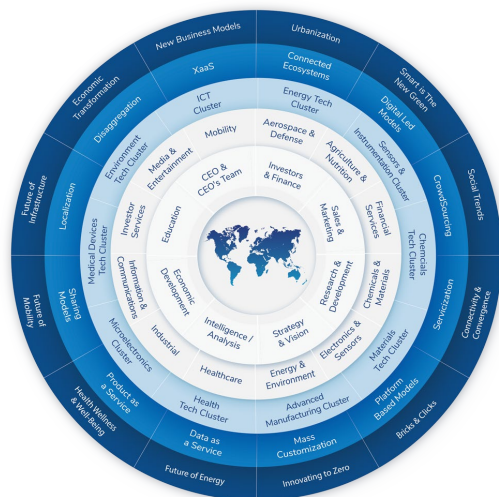 Urbanization
Smart is The
New Green
Social Trends
Connectivity &
Convergence
Bricks & Clicks
Innovating to Zero
Future of Energy
Health Wellness
& Well-Being
Future of
Mobility
Future of
Infrastructure
Economic
Transformation
New Business Models
Connected
Ecosystems
Digital Led
Models
CrowdSourcing
Servicization
Platform
Based Models
Mass
Customization
Data as
a Service
Product as
a Service
Sharing
Models
Localization
Disaggregation
XaaS
Energy Tech
Cluster
Sensors &
Instrumentation Cluster
Chemcials
Tech Cluster
Materials
Tech Cluster
Advanced
Manufacturing Cluster
Health
Tech Cluster
Microelectronics
Cluster
Medical Devices
Tech Cluster
Environment
Tech Cluster
ICT
Cluster
Aerospace &
Defense
Agriculture &
Nutrition
Financial
Services
Chemicals &
Materials
Electronics &
Sensors
Energy &
Environment
Healthcare
Industrial
Information &
Communications
Investor
Services
Media &
Entertainment
Mobility
Investors
& Finance
Sales &
Marketing
Research &
Development
Strategy
& Vision
Intelligence /
Analysis
Economic
Development
Education
CEO &
CEO's Team